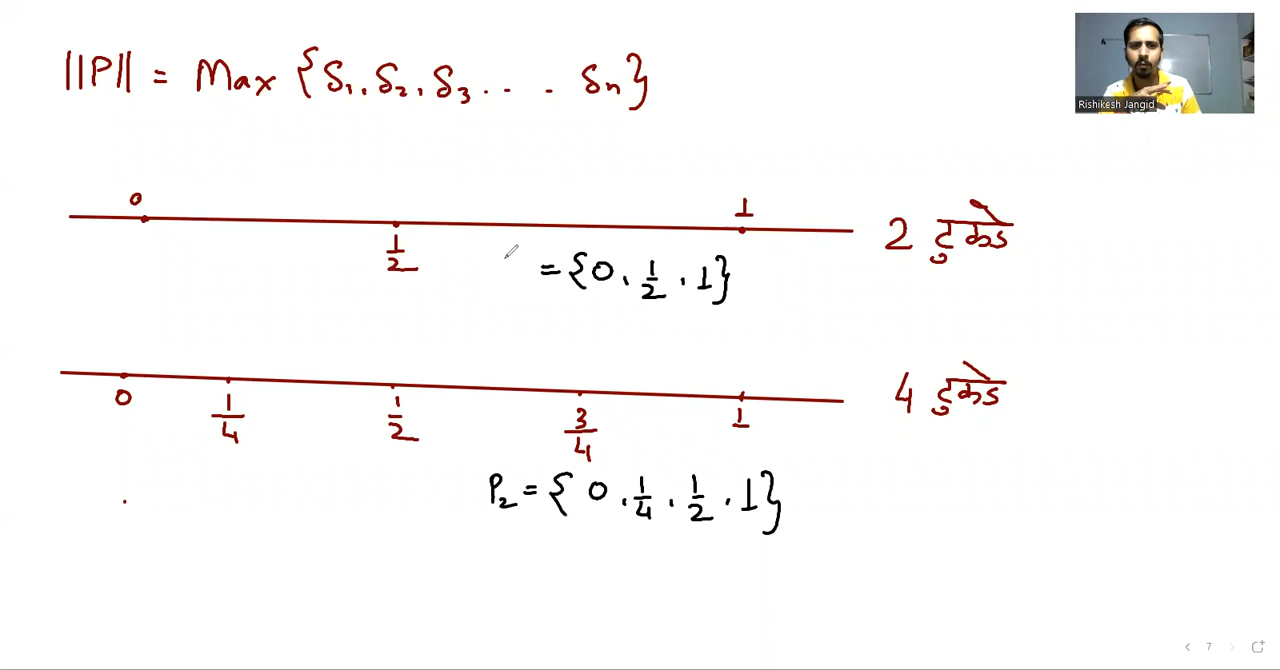 ||P|| = Max {δ₁, δ₂, δ₃ . . . . δn}
Rishikesh Jangid
0 1/2 1
2 टुकडे
= {0, 1/2, 1}
0 1/4 1/2 3/4 1
4 टुकडे
P₂ = {0, 1/4, 1/2, 1}
7